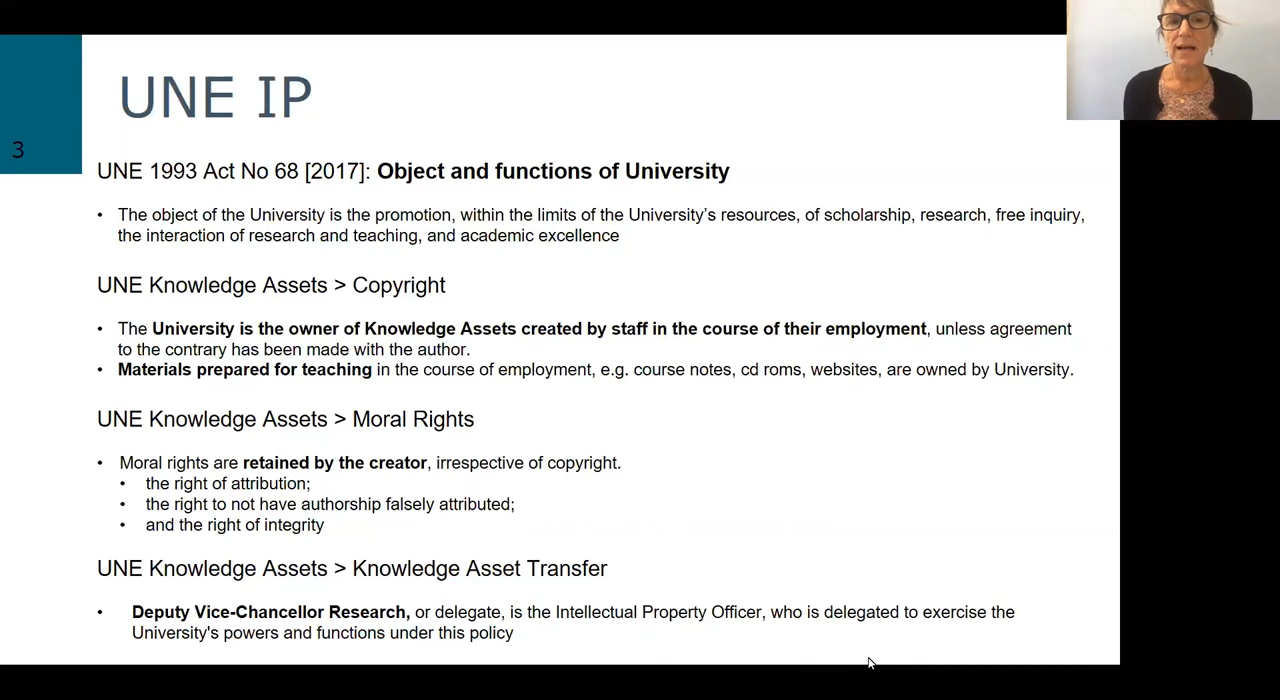 UNE IP
3
UNE 1993 Act No 68 [2017]: Object and functions of University
• The object of the University is the promotion, within the limits of the University’s resources, of scholarship, research, free inquiry,
the interaction of research and teaching, and academic excellence
UNE Knowledge Assets > Copyright
• The University is the owner of Knowledge Assets created by staff in the course of their employment, unless agreement
to the contrary has been made with the author.
• Materials prepared for teaching in the course of employment, e.g. course notes, cd roms, websites, are owned by University.
UNE Knowledge Assets > Moral Rights
• Moral rights are retained by the creator, irrespective of copyright.
• the right of attribution;
• the right to not have authorship falsely attributed;
• and the right of integrity
UNE Knowledge Assets > Knowledge Asset Transfer
• Deputy Vice-Chancellor Research, or delegate, is the Intellectual Property Officer, who is delegated to exercise the
University's powers and functions under this policy